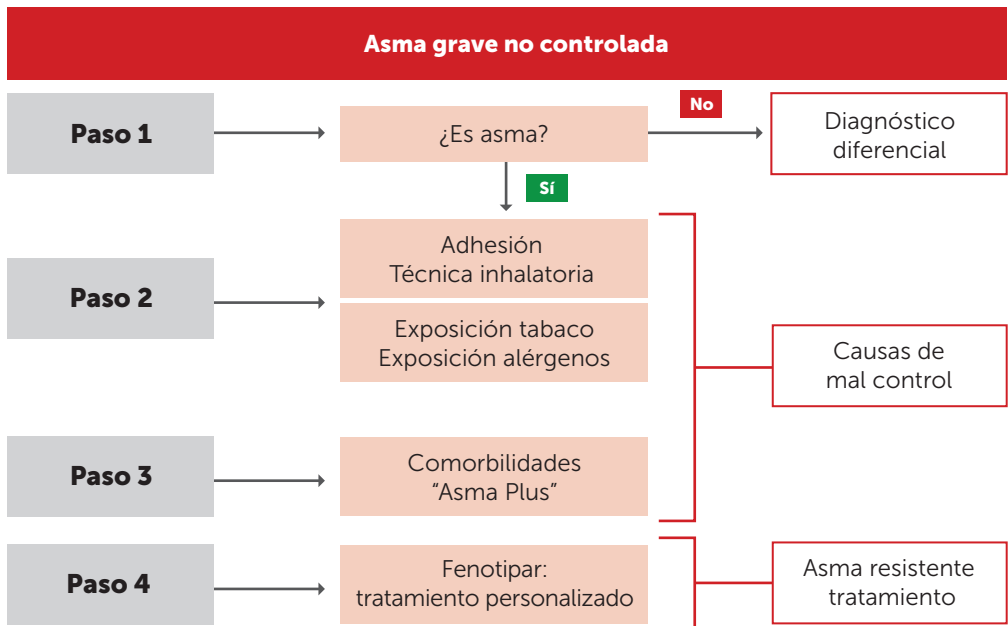 Asma grave no controlada
Paso 1
¿Es asma?
No
Diagnóstico
diferencial
Sí
Paso 2
Adhesión
Técnica inhalatoria
Exposición tabaco
Exposición alérgenos
Causas de
mal control
Paso 3
Comorbilidades
“Asma Plus”
Paso 4
Fenotipar:
tratamiento personalizado
Asma resistente
tratamiento